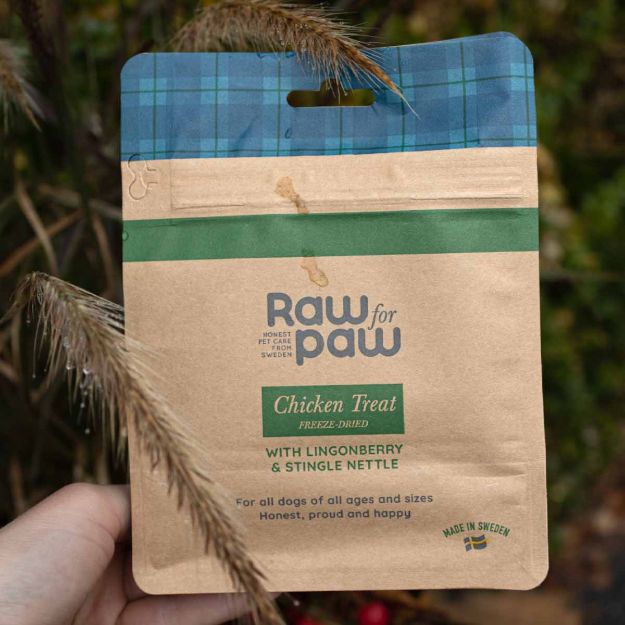 Raw for
HONEST
PET CARE
FROM
SWEDEN
paw
Chicken Treat
FREEZE-DRIED
WITH LINGONBERRY
& STINGLE NETTLE
For all dogs of all ages and sizes
Honest, proud and happy
MADE IN SWEDEN